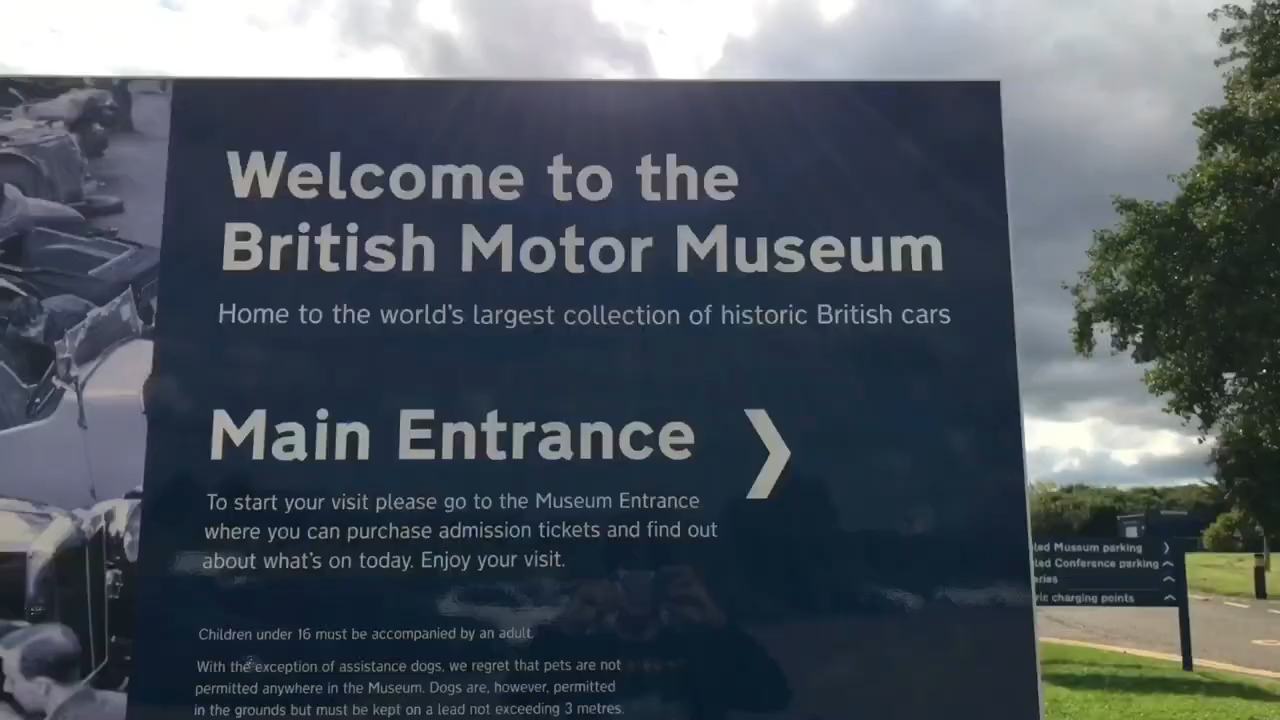 Welcome to the
British Motor Museum
Home to the world's largest collection of historic British cars
Main Entrance
To start your visit please go to the Museum Entrance
where you can purchase admission tickets and find out
about what's on today. Enjoy your visit.
Children under 16 must be accompanied by an adult.
With the exception of assistance dogs, we regret that pets are not
permitted anywhere in the Museum. Dogs are, however, permitted
in the grounds but must be kept on a lead not exceeding 3 metres.
Museum parking
Conference parking
charging points